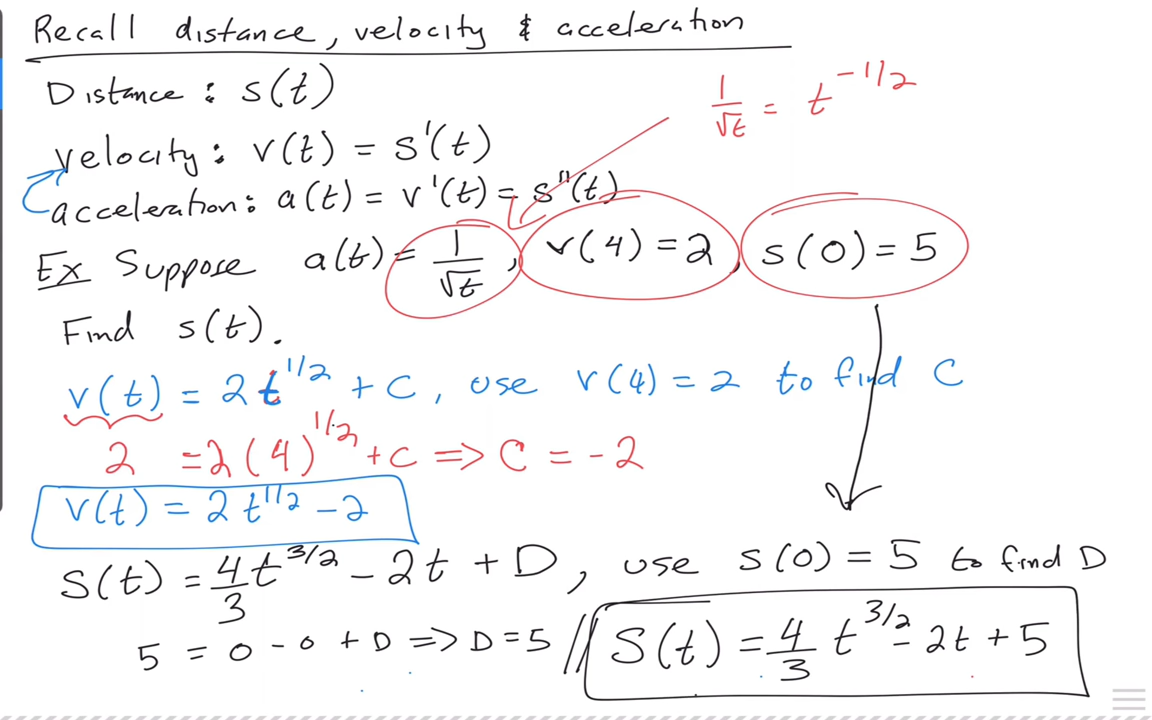 Recall distance, velocity & acceleration
Distance: s(t)
1/√t = t^-1/2
velocity: v(t) = s'(t)
acceleration: a(t) = v'(t) = s''(t)
Ex Suppose a(t) = 1/√t, v(4) = 2, s(0) = 5
Find s(t).
v(t) = 2t^1/2 + C, use v(4) = 2 to find C
2 = 2(4)^1/2 + C => C = -2
v(t) = 2t^1/2 - 2
S(t) = 4/3 t^3/2 - 2t + D, use s(0) = 5 to find D
5 = 0 - 0 + D => D = 5 // S(t) = 4/3 t^3/2 - 2t + 5